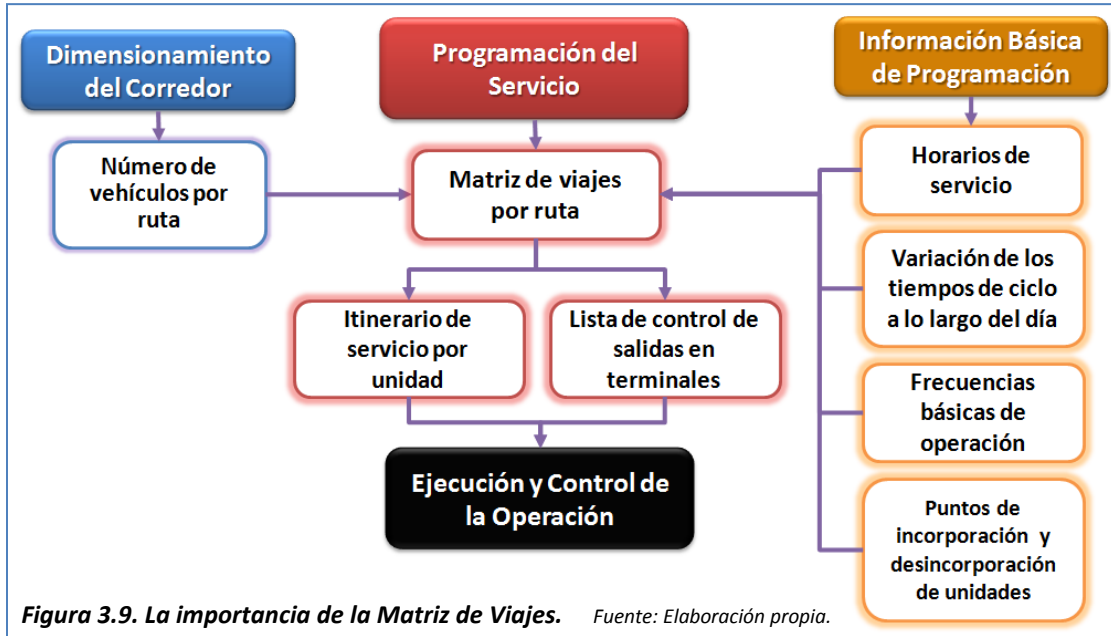 Dimensionamiento
del Corredor
Programación del
Servicio
Información Básica
de Programación
Número de
vehículos por
ruta
Matriz de viajes
por ruta
Horarios de
servicio
Variación de los
tiempos de ciclo
a lo largo del día
Itinerario de
servicio por
unidad
Lista de control de
salidas en
terminales
Frecuencias
básicas de
operación
Ejecución y Control de
la Operación
Puntos de
incorporación y
desincorporación
de unidades
Figura 3.9. La importancia de la Matriz de Viajes. Fuente: Elaboración propia.